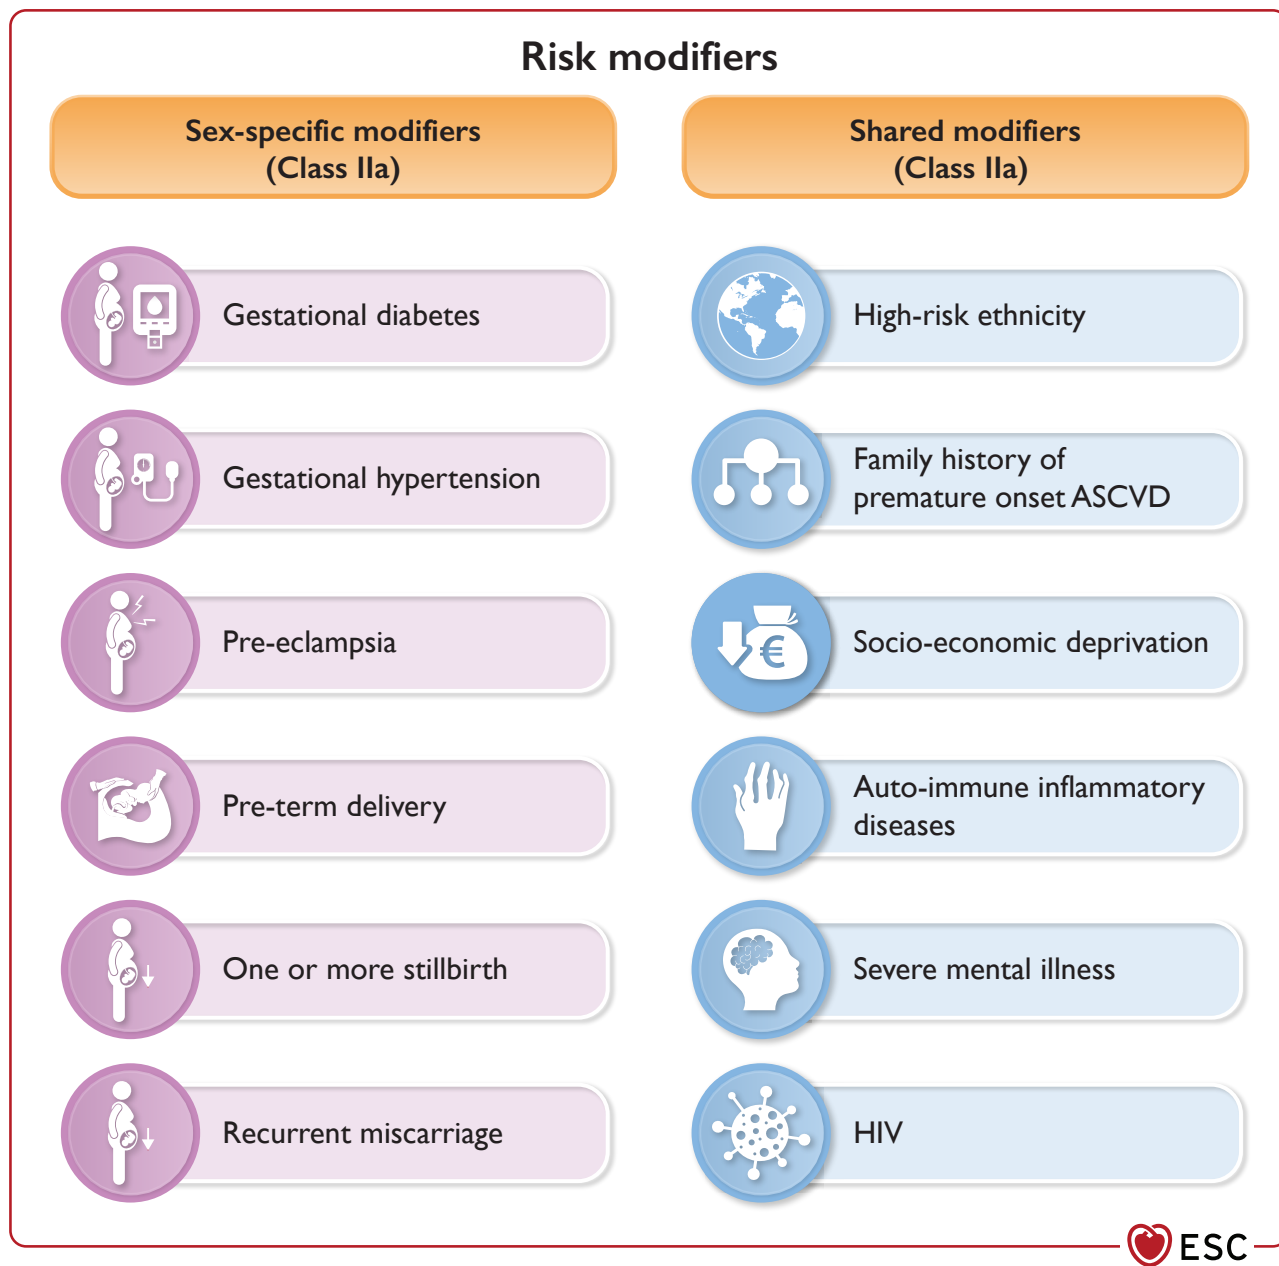 Risk modifiers
Sex-specific modifiers
(Class IIa)
Gestational diabetes
Gestational hypertension
Pre-eclampsia
Pre-term delivery
One or more stillbirth
Recurrent miscarriage
Shared modifiers
(Class IIa)
High-risk ethnicity
Family history of
premature onset ASCVD
€
Socio-economic deprivation
Auto-immune inflammatory
diseases
Severe mental illness
HIV
ESC